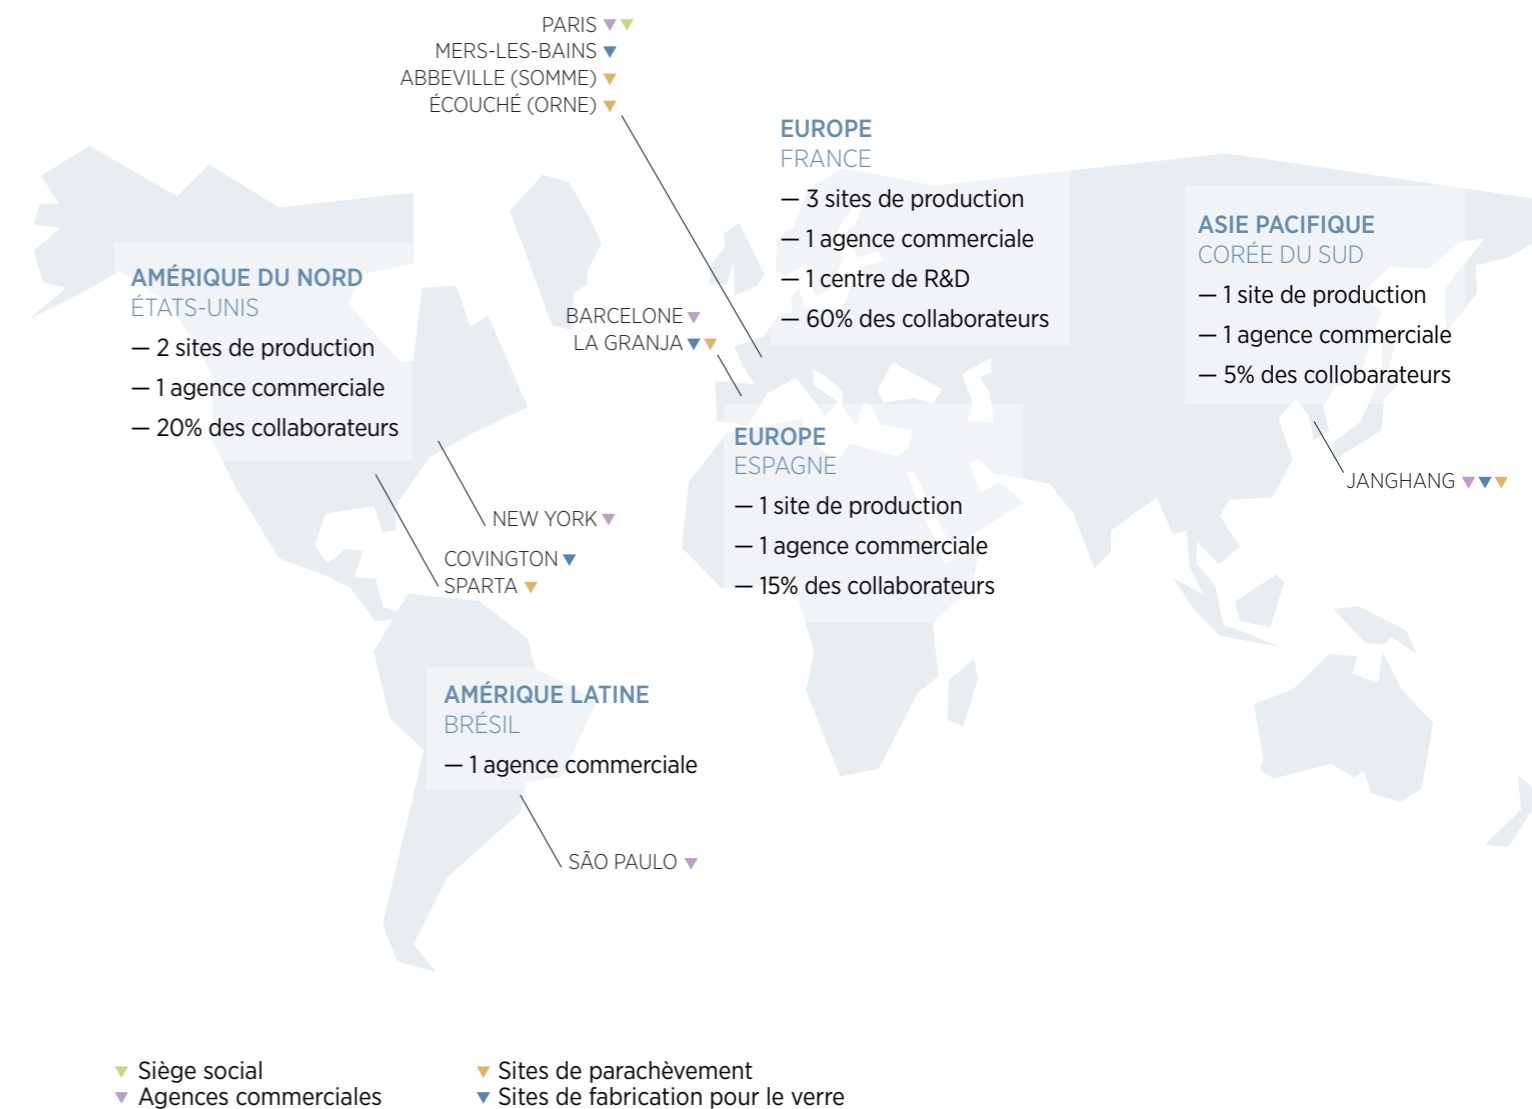 PARIS
MERS-LES-BAINS
ABBEVILLE (SOMME)
ÉCOUCHÉ (ORNE)
EUROPE
FRANCE
— 3 sites de production
— 1 agence commerciale
— 1 centre de R&D
— 60% des collaborateurs
ASIE PACIFIQUE
CORÉE DU SUD
— 1 site de production
— 1 agence commerciale
— 5% des collobarateurs
JANGHANG
AMÉRIQUE DU NORD
ÉTATS-UNIS
— 2 sites de production
— 1 agence commerciale
— 20% des collaborateurs
BARCELONE
LA GRANJA
EUROPE
ESPAGNE
— 1 site de production
— 1 agence commerciale
— 15% des collaborateurs
NEW YORK
COVINGTON
SPARTA
AMÉRIQUE LATINE
BRÉSIL
— 1 agence commerciale
SÃO PAULO
Siège social
Agences commerciales
Sites de parachèvement
Sites de fabrication pour le verre